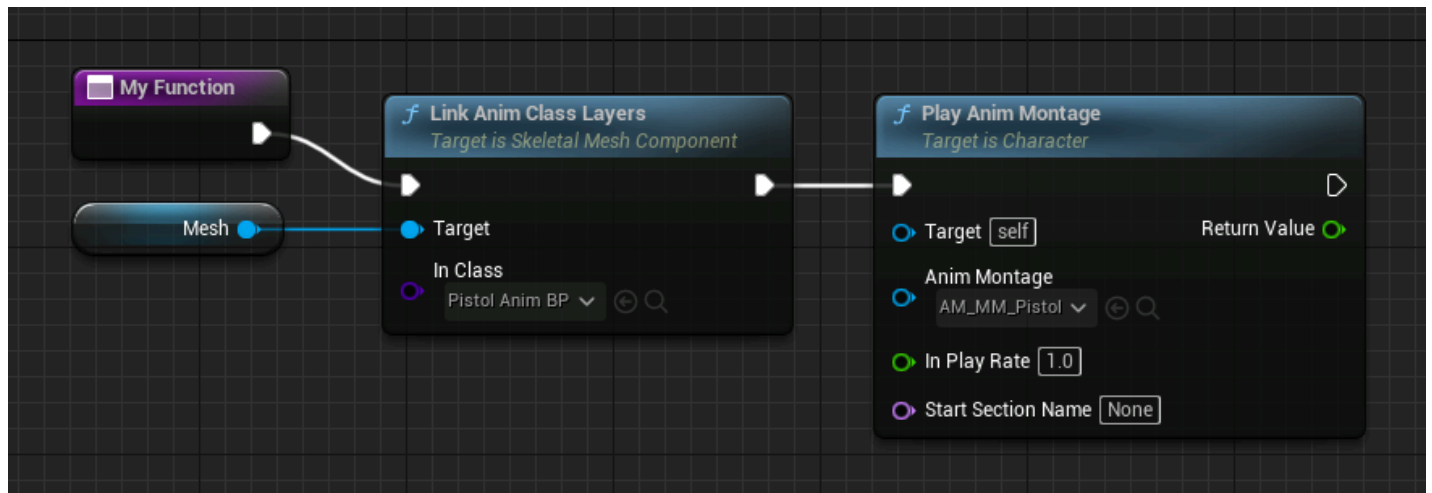 My Function
Mesh
Link Anim Class Layers
Target is Skeletal Mesh Component
Target
In Class
Pistol Anim BP
Play Anim Montage
Target is Character
Target self
Return Value
Anim Montage
AM_MM_Pistol
In Play Rate 1.0
Start Section Name None